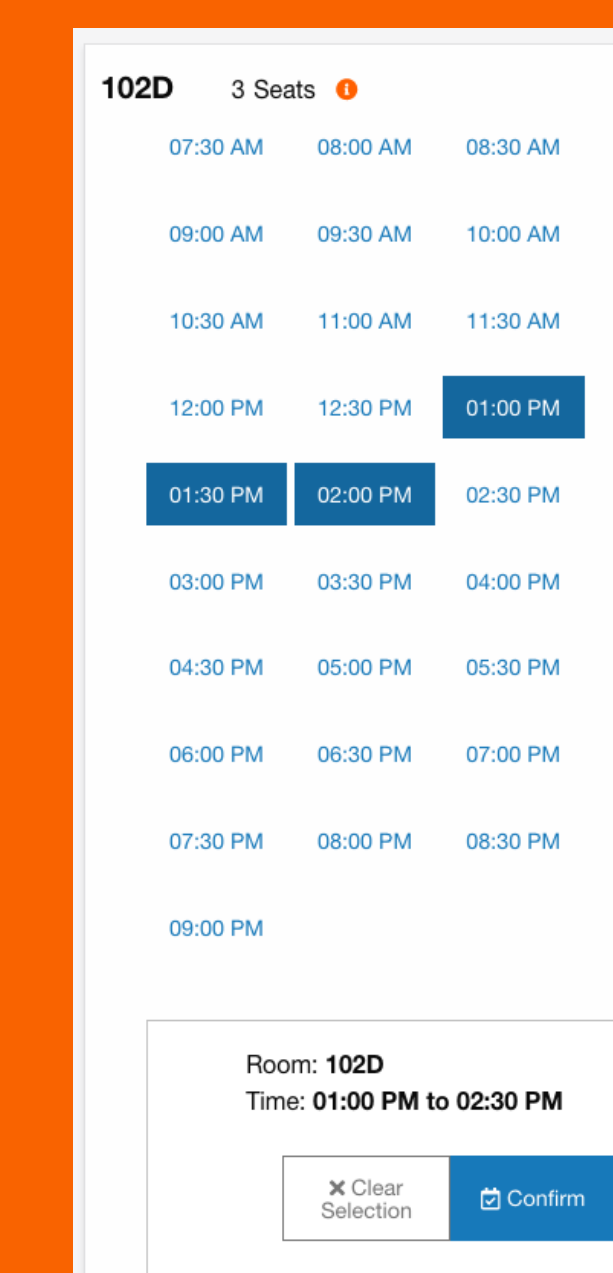 102D 3 Seats
07:30 AM 08:00 AM 08:30 AM
09:00 AM 09:30 AM 10:00 AM
10:30 AM 11:00 AM 11:30 AM
12:00 PM 12:30 PM 01:00 PM
01:30 PM 02:00 PM 02:30 PM
03:00 PM 03:30 PM 04:00 PM
04:30 PM 05:00 PM 05:30 PM
06:00 PM 06:30 PM 07:00 PM
07:30 PM 08:00 PM 08:30 PM
09:00 PM
Room: 102D
Time: 01:00 PM to 02:30 PM
Clear
Selection
Confirm